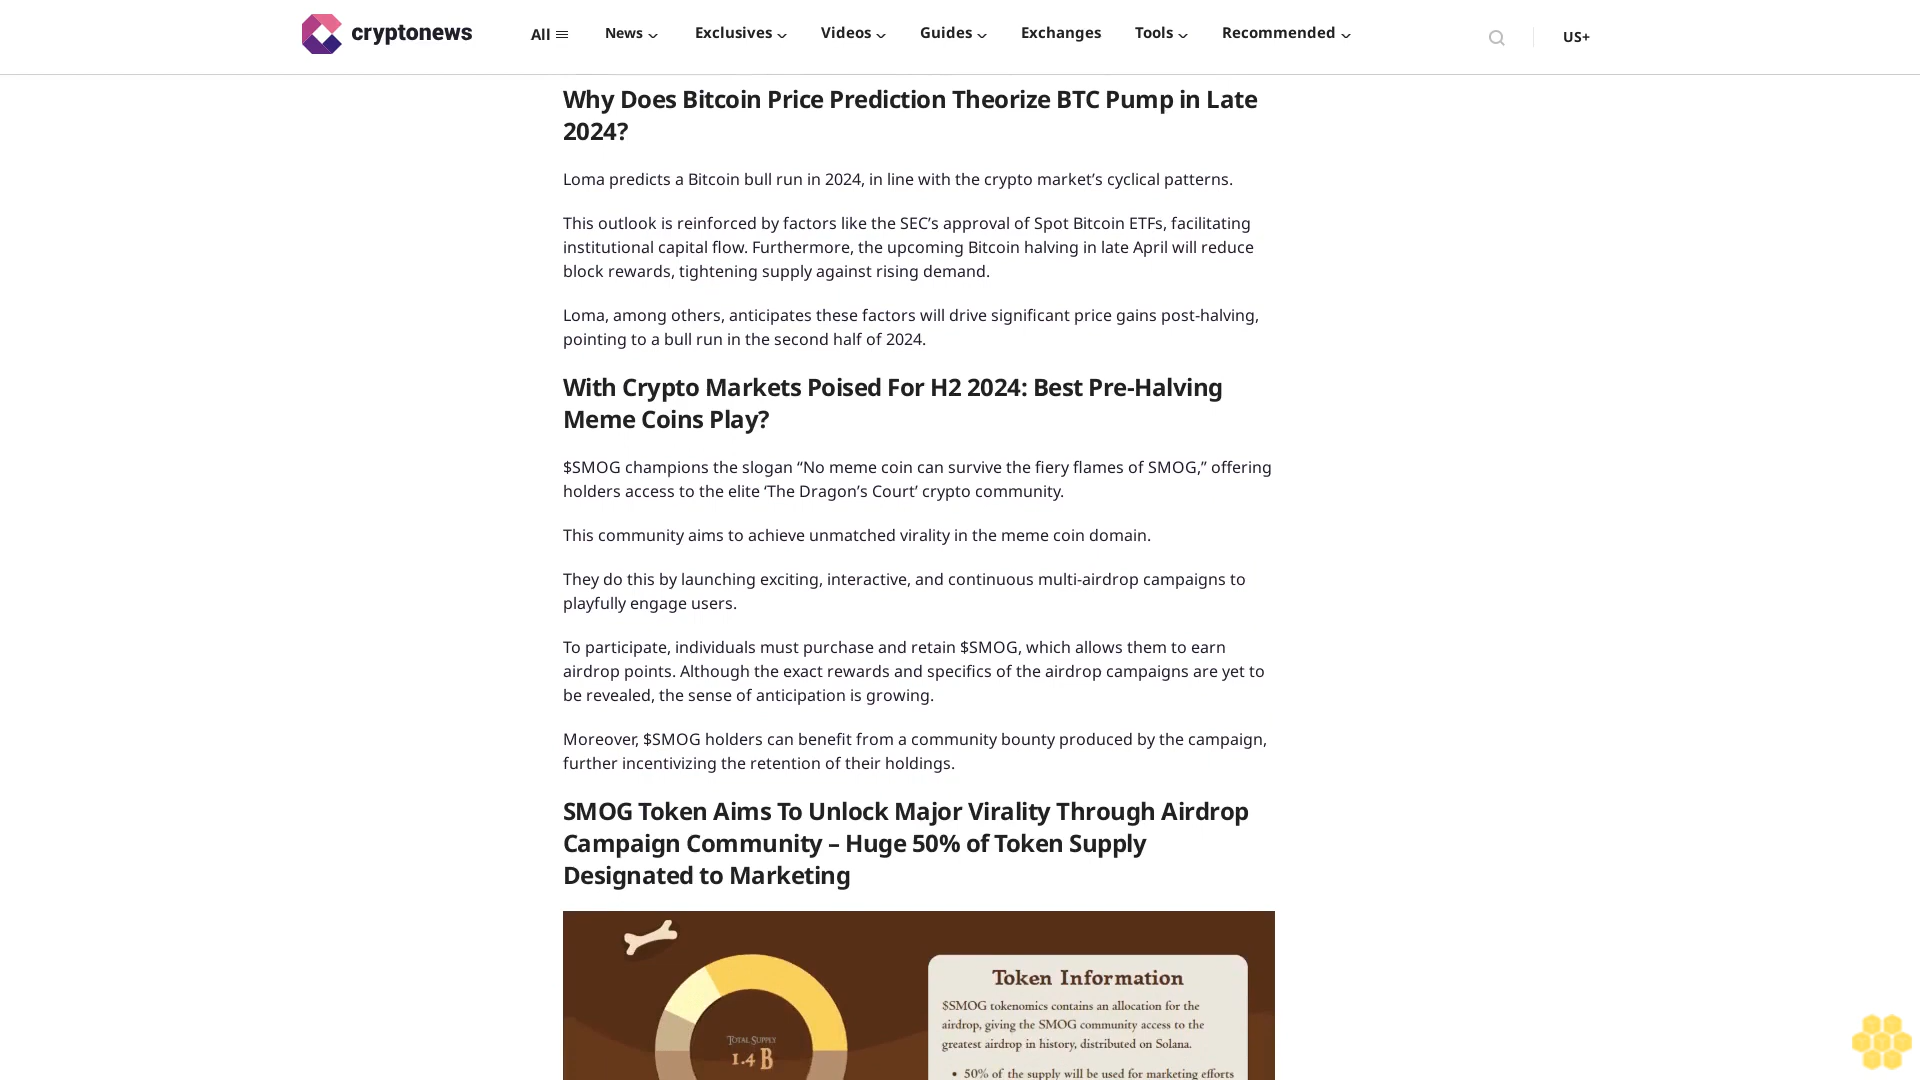 cryptonews
All
News
Exclusives
Videos
Guides
Exchanges
Tools
Recommended
US+
Why Does Bitcoin Price Prediction Theorize BTC Pump in Late
2024?
Loma predicts a Bitcoin bull run in 2024, in line with the crypto market’s cyclical patterns.
This outlook is reinforced by factors like the SEC’s approval of Spot Bitcoin ETFs, facilitating
institutional capital flow. Furthermore, the upcoming Bitcoin halving in late April will reduce
block rewards, tightening supply against rising demand.
Loma, among others, anticipates these factors will drive significant price gains post-halving,
pointing to a bull run in the second half of 2024.
With Crypto Markets Poised For H2 2024: Best Pre-Halving
Meme Coins Play?
$SMOG champions the slogan “No meme coin can survive the fiery flames of SMOG,” offering
holders access to the elite ‘The Dragon’s Court’ crypto community.
This community aims to achieve unmatched virality in the meme coin domain.
They do this by launching exciting, interactive, and continuous multi-airdrop campaigns to
playfully engage users.
To participate, individuals must purchase and retain $SMOG, which allows them to earn
airdrop points. Although the exact rewards and specifics of the airdrop campaigns are yet to
be revealed, the sense of anticipation is growing.
Moreover, $SMOG holders can benefit from a community bounty produced by the campaign,
further incentivizing the retention of their holdings.
SMOG Token Aims To Unlock Major Virality Through Airdrop
Campaign Community – Huge 50% of Token Supply
Designated to Marketing
Total Supply
1.4 B
Token Information
$SMOG tokenomics contains an allocation for the
airdrop, giving the SMOG community access to the
greatest airdrop in history, distributed on Solana.
• 50% of the supply will be used for marketing efforts